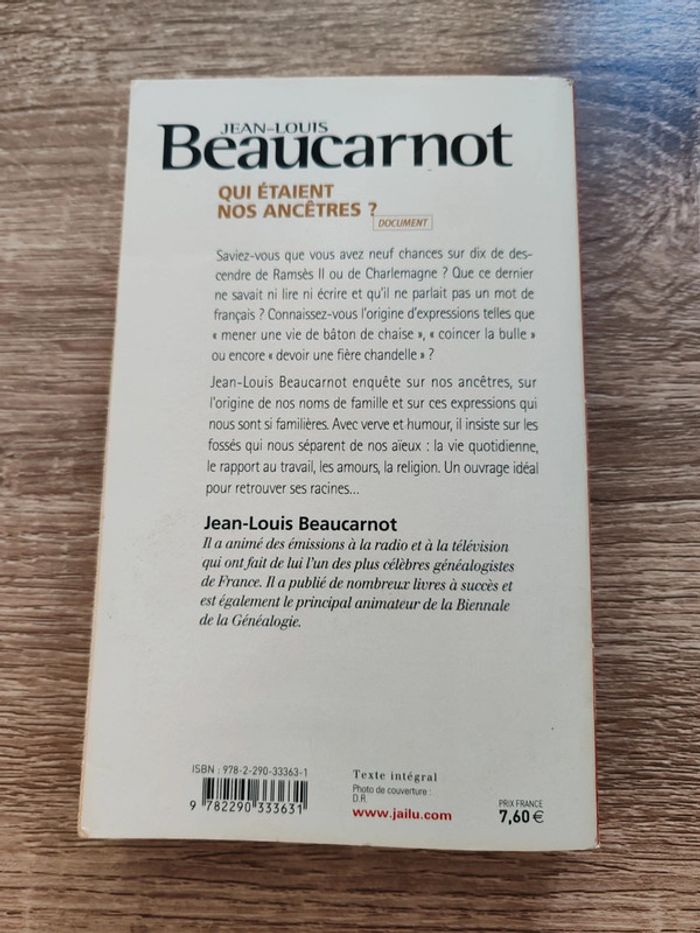 JEAN-LOUIS
Beaucarnot
QUI ÉTAIENT
NOS ANCÊTRES ?
DOCUMENT
Saviez-vous que vous avez neuf chances sur dix de des-
cendre de Ramsès II ou de Charlemagne ? Que ce dernier
ne savait ni lire ni écrire et qu'il ne parlait pas un mot de
français ? Connaissez-vous l'origine d'expressions telles que
« mener une vie de bâton de chaise », « coincer la bulle »
ou encore « devoir une fière chandelle » ?
Jean-Louis Beaucarnot enquête sur nos ancêtres, sur
l'origine de nos noms de famille et sur ces expressions qui
nous sont si familières. Avec verve et humour, il insiste sur les
fossés qui nous séparent de nos aïeux : la vie quotidienne,
le rapport au travail, les amours, la religion. Un ouvrage idéal
pour retrouver ses racines...
Jean-Louis Beaucarnot
Il a animé des émissions à la radio et à la télévision
qui ont fait de lui l'un des plus célèbres généalogistes
de France. Il a publié de nombreux livres à succès et
est également le principal animateur de la Biennale
de la Généalogie.
ISBN : 978-2-290-33363-1
9 782290 333631
Texte intégral
Photo de couverture :
D.R.
www.jailu.com
PRIX FRANCE
7,60 €